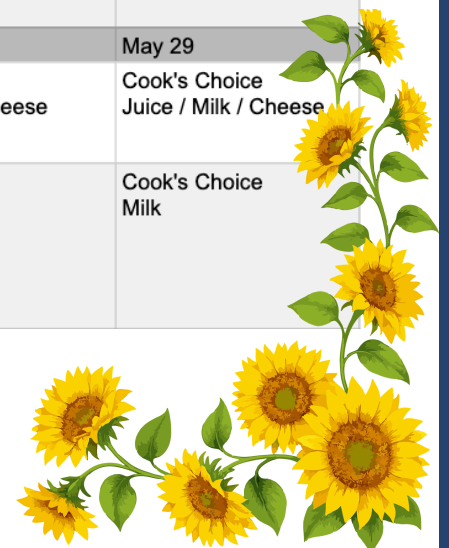 May 29
Cook's Choice
eese
Juice / Milk / Cheese
Cook's Choice
Milk